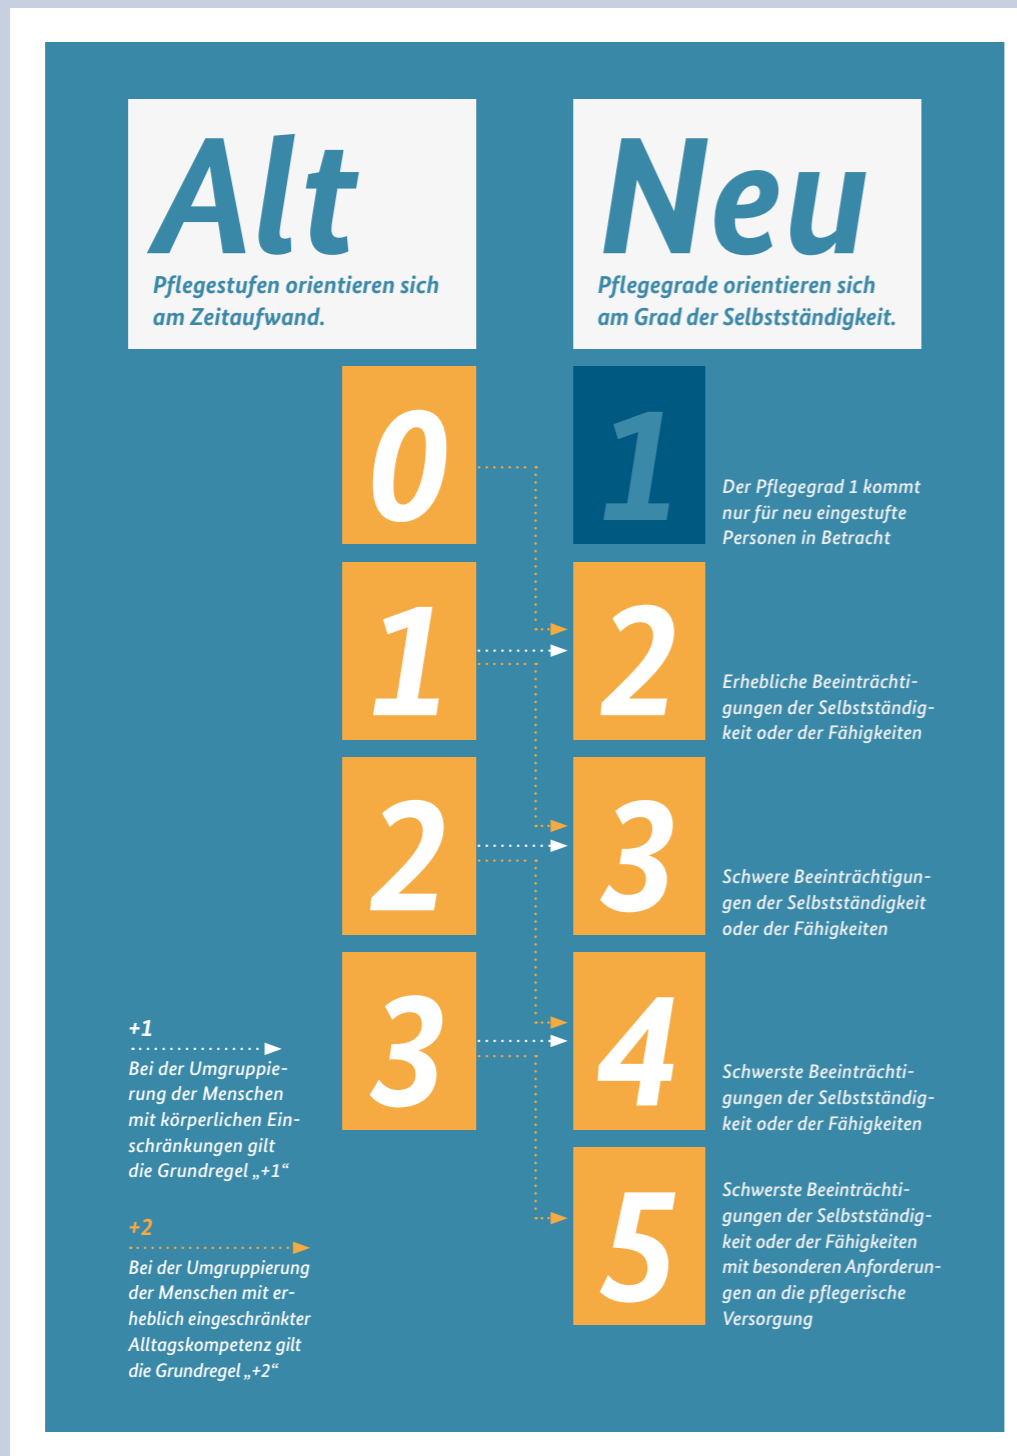 Alt
Pflegestufen orientieren sich
am Zeitaufwand.
Neu
Pflegegrade orientieren sich
am Grad der Selbstständigkeit.
0
1
Der Pflegegrad 1 kommt
nur für neu eingestufte
Personen in Betracht
1
2
Erhebliche Beeinträchti-
gungen der Selbstständig-
keit oder der Fähigkeiten
2
3
Schwere Beeinträchtigun-
gen der Selbstständigkeit
oder der Fähigkeiten
3
4
Schwerste Beeinträchti-
gungen der Selbstständig-
keit oder der Fähigkeiten
5
Schwerste Beeinträchti-
gungen der Selbstständig-
keit oder der Fähigkeiten
mit besonderen Anforderun-
gen an die pflegerische
Versorgung
+1
Bei der Umgruppie-
rung der Menschen
mit körperlichen Ein-
schränkungen gilt
die Grundregel „+1“
+2
Bei der Umgruppierung
der Menschen mit er-
heblich eingeschränkter
Alltagskompetenz gilt
die Grundregel „+2“